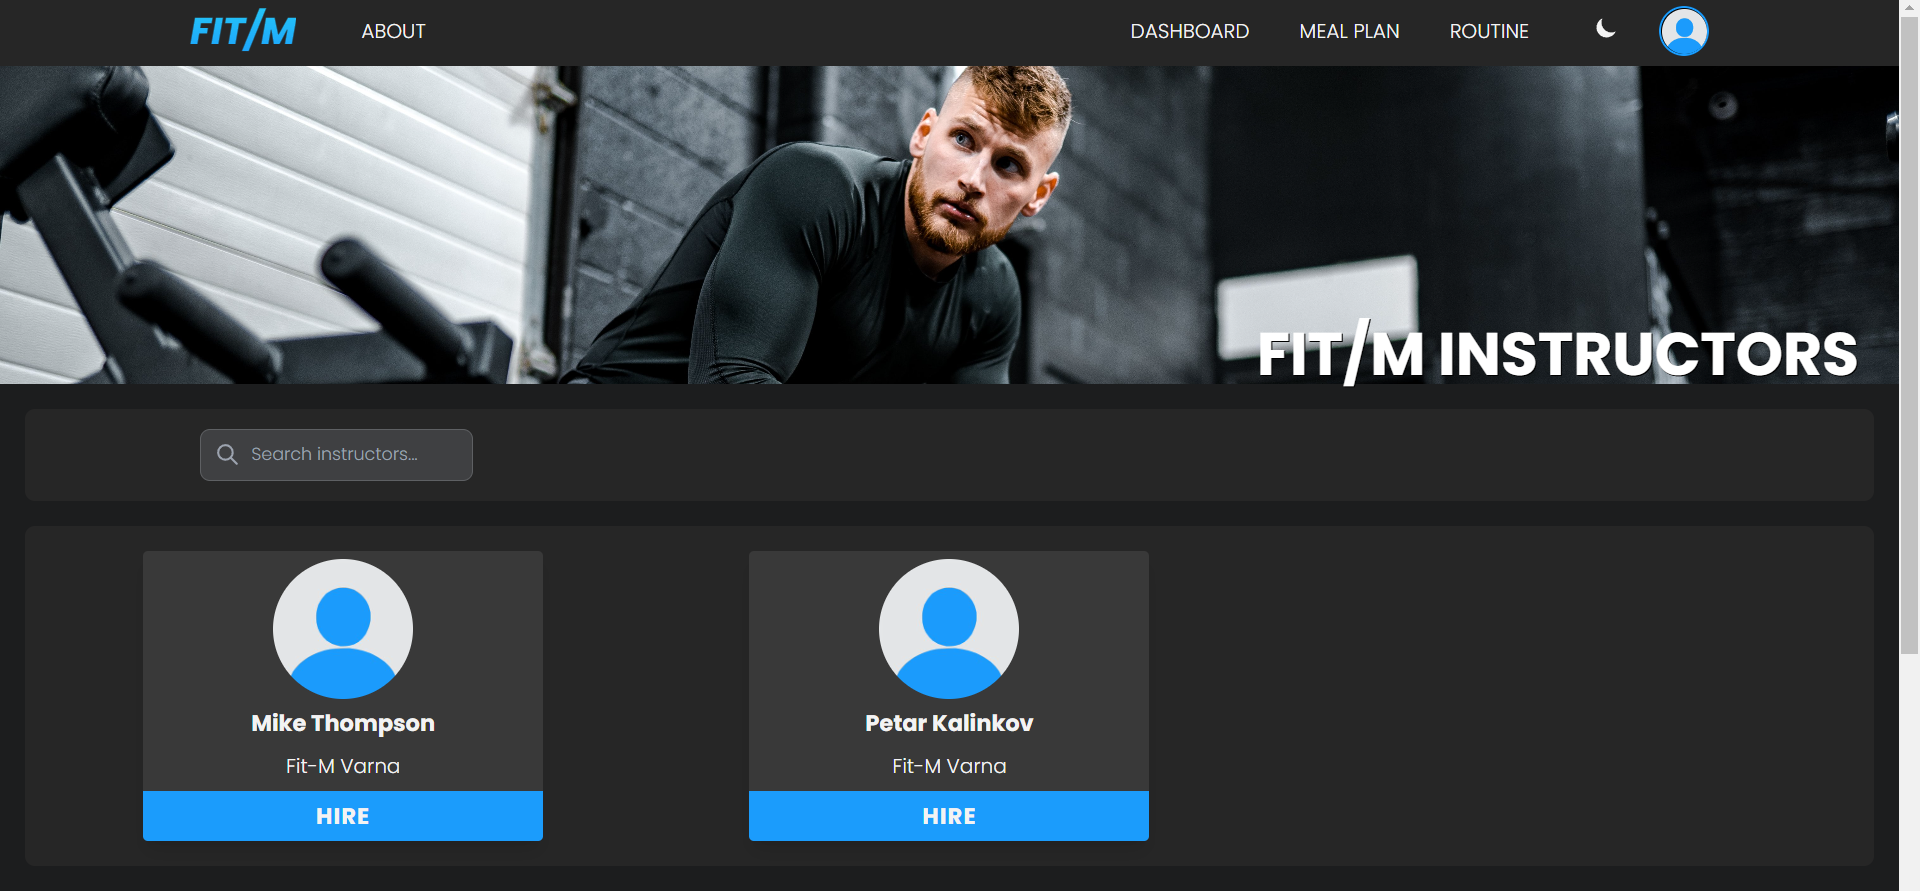 FIT/M
ABOUT
DASHBOARD
MEAL PLAN
ROUTINE
FIT/M INSTRUCTORS
Search instructors...
Mike Thompson
Fit-M Varna
HIRE
Petar Kalinkov
Fit-M Varna
HIRE